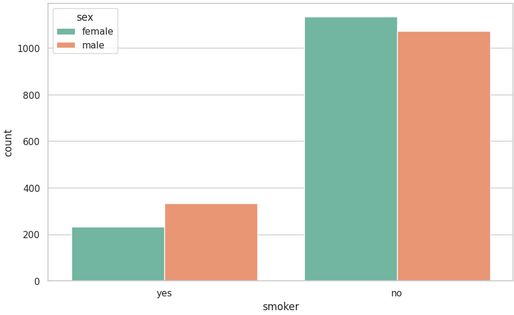 sex
female
male
1000
800
600
400
200
0
count
yes
no
smoker